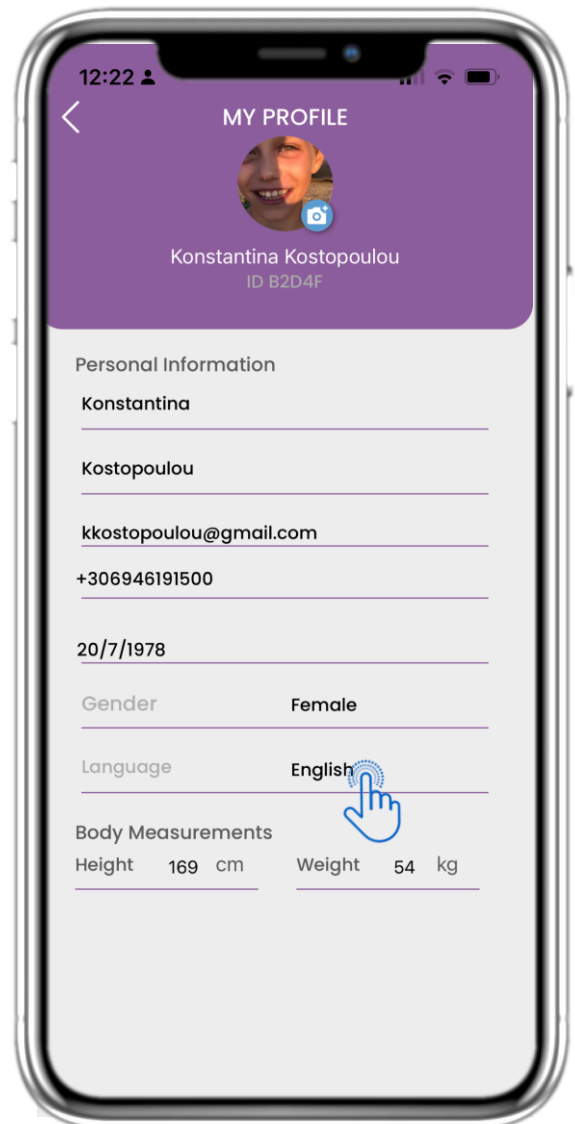 12:22
MY PROFILE
Konstantina Kostopoulou
ID B2D4F
Personal Information
Konstantina
Kostopoulou
kkostopoulou@gmail.com
+306946191500
20/7/1978
Gender Female
Language English
Body Measurements
Height 169 cm Weight 54 kg